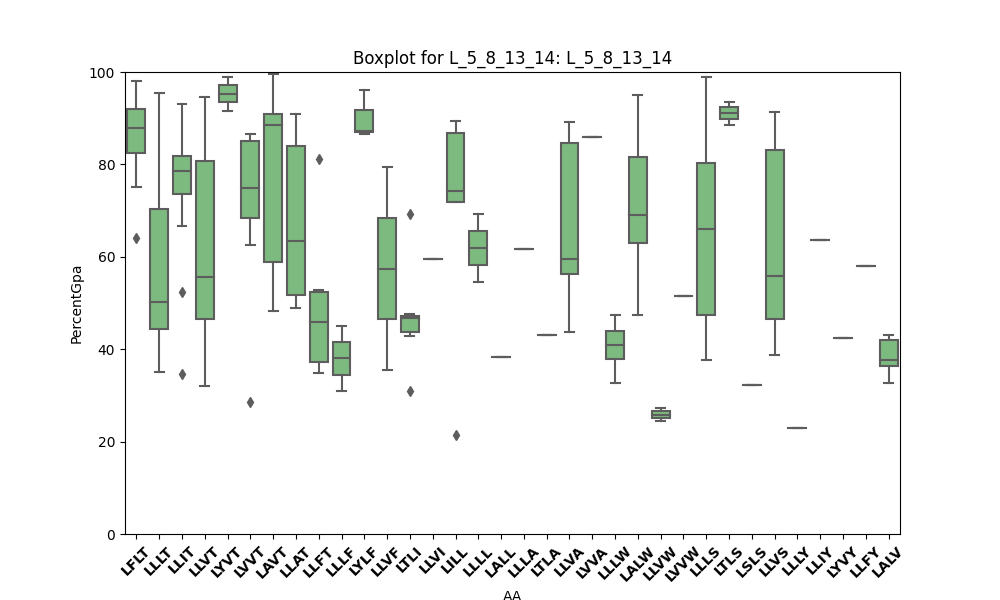 Boxplot for L_5_8_13_14: L_5_8_13_14
100
80
60
40
20
0
PercentGpa
LFLT LLLT LLIT LLVT LYVT LVVT LAVT LLAT LLFT LLLF LYLF LLVF LTLI LLVI LILL LLLL LALL LLLA LTLA LLVA LVVA LLLW LALW LLVW LVVW LLLS LTLS LSLS LLVS LLLY LLIY LYVY LLFY LALV
AA